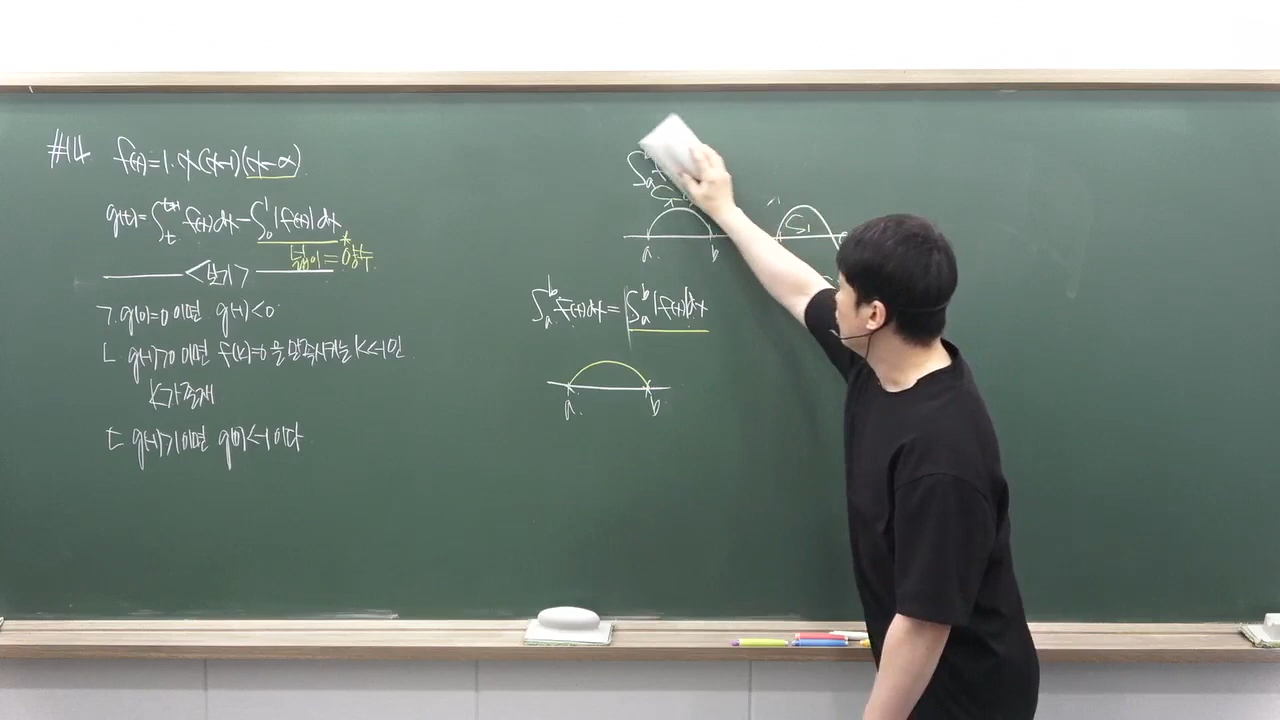 #14 f(x)=1·x(x-1)(x-α)
g(t)=∫_t^{t+1} f(x)dx-∫_0^1 |f(x)|dx
넓이=양수
<보기>
ㄱ. g(0)=0 이면 g(-1)<0
ㄴ g(-1)>0 이면 f(k)=0을 만족시키는 k<-1인
k가 존재
ㄷ g(-1)>1 이면 g(0)<-1 이다
S₁
a b
∫_a^b f(x)dx=∫_a^b |f(x)|dx
a b